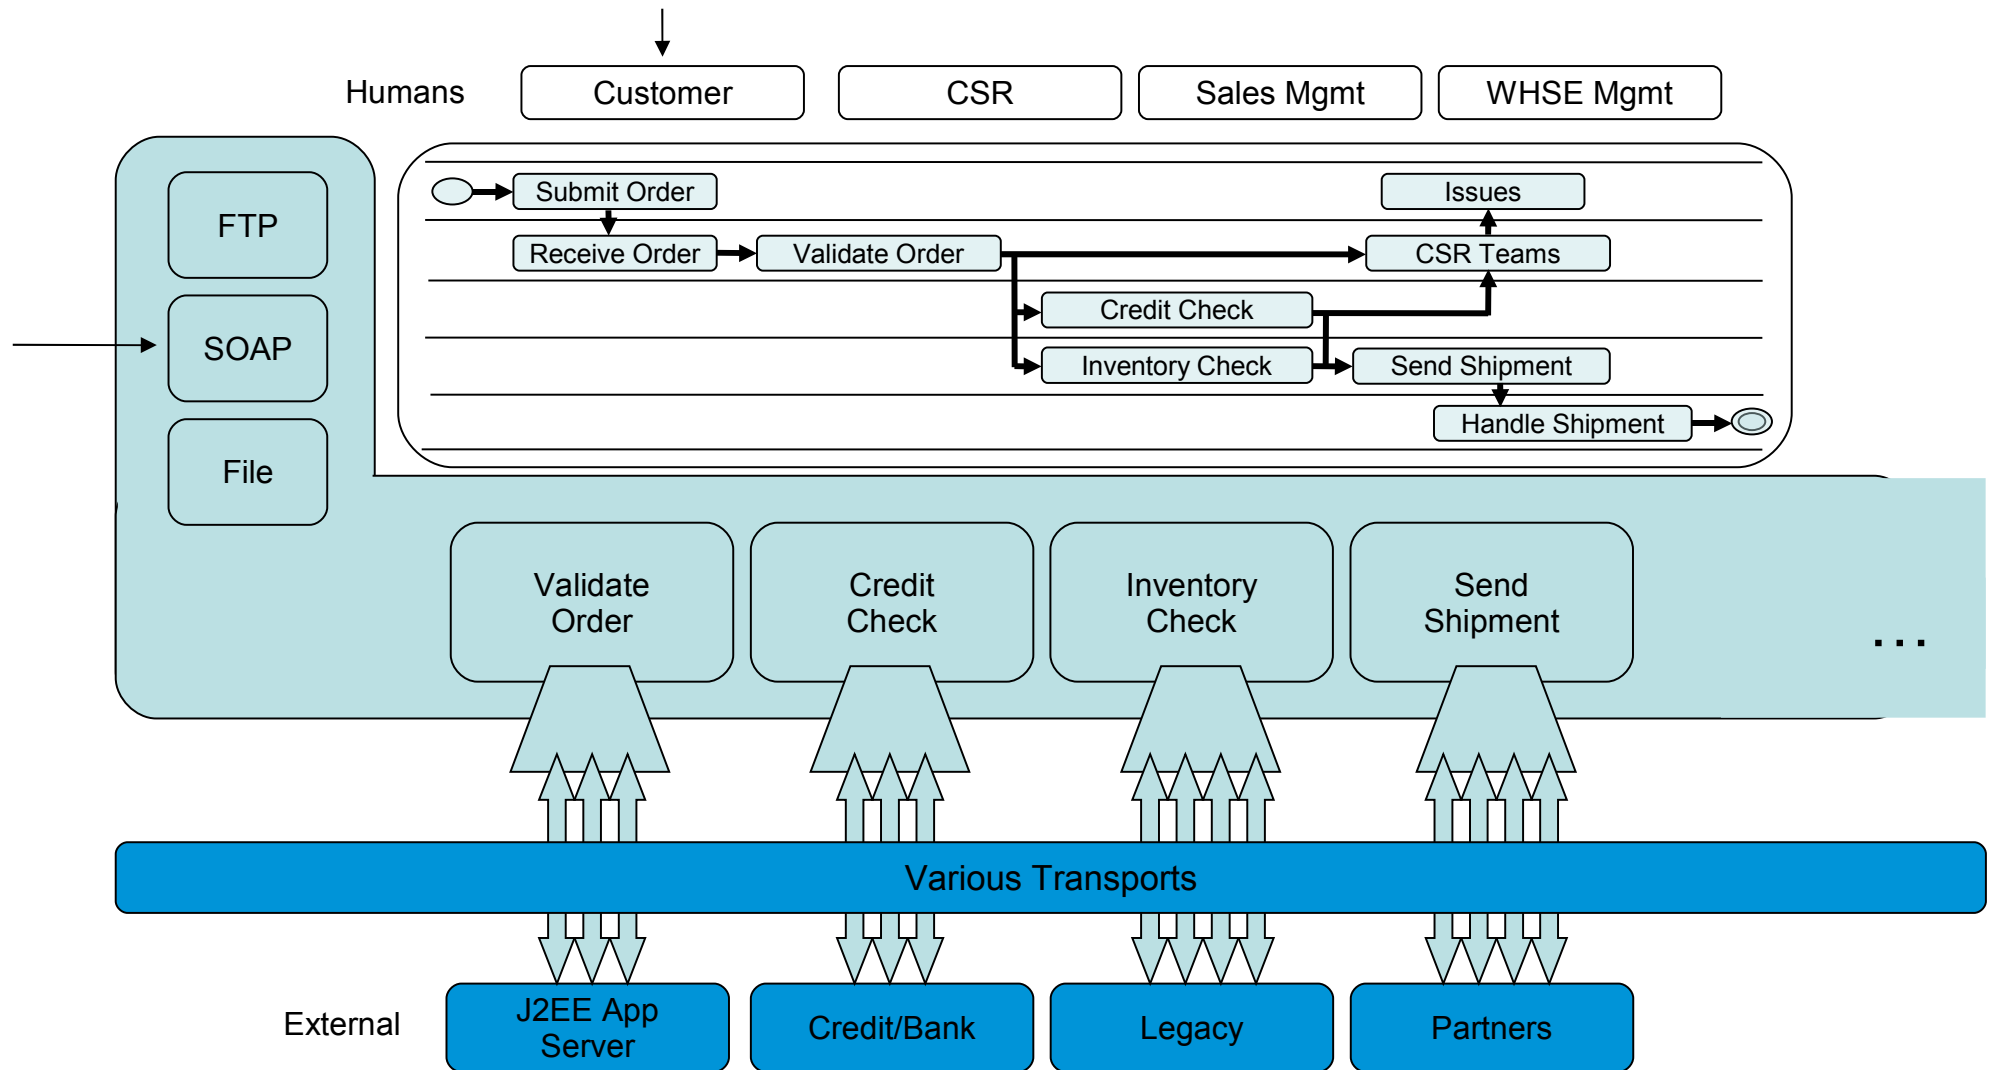 Humans
Customer
CSR
Sales Mgmt
WHSE Mgmt
FTP
SOAP
File
Submit Order
Issues
Receive Order
Validate Order
CSR Teams
Credit Check
Inventory Check
Send Shipment
Handle Shipment
Validate
Order
Credit
Check
Inventory
Check
Send
Shipment
...
Various Transports
External
J2EE App
Server
Credit/Bank
Legacy
Partners